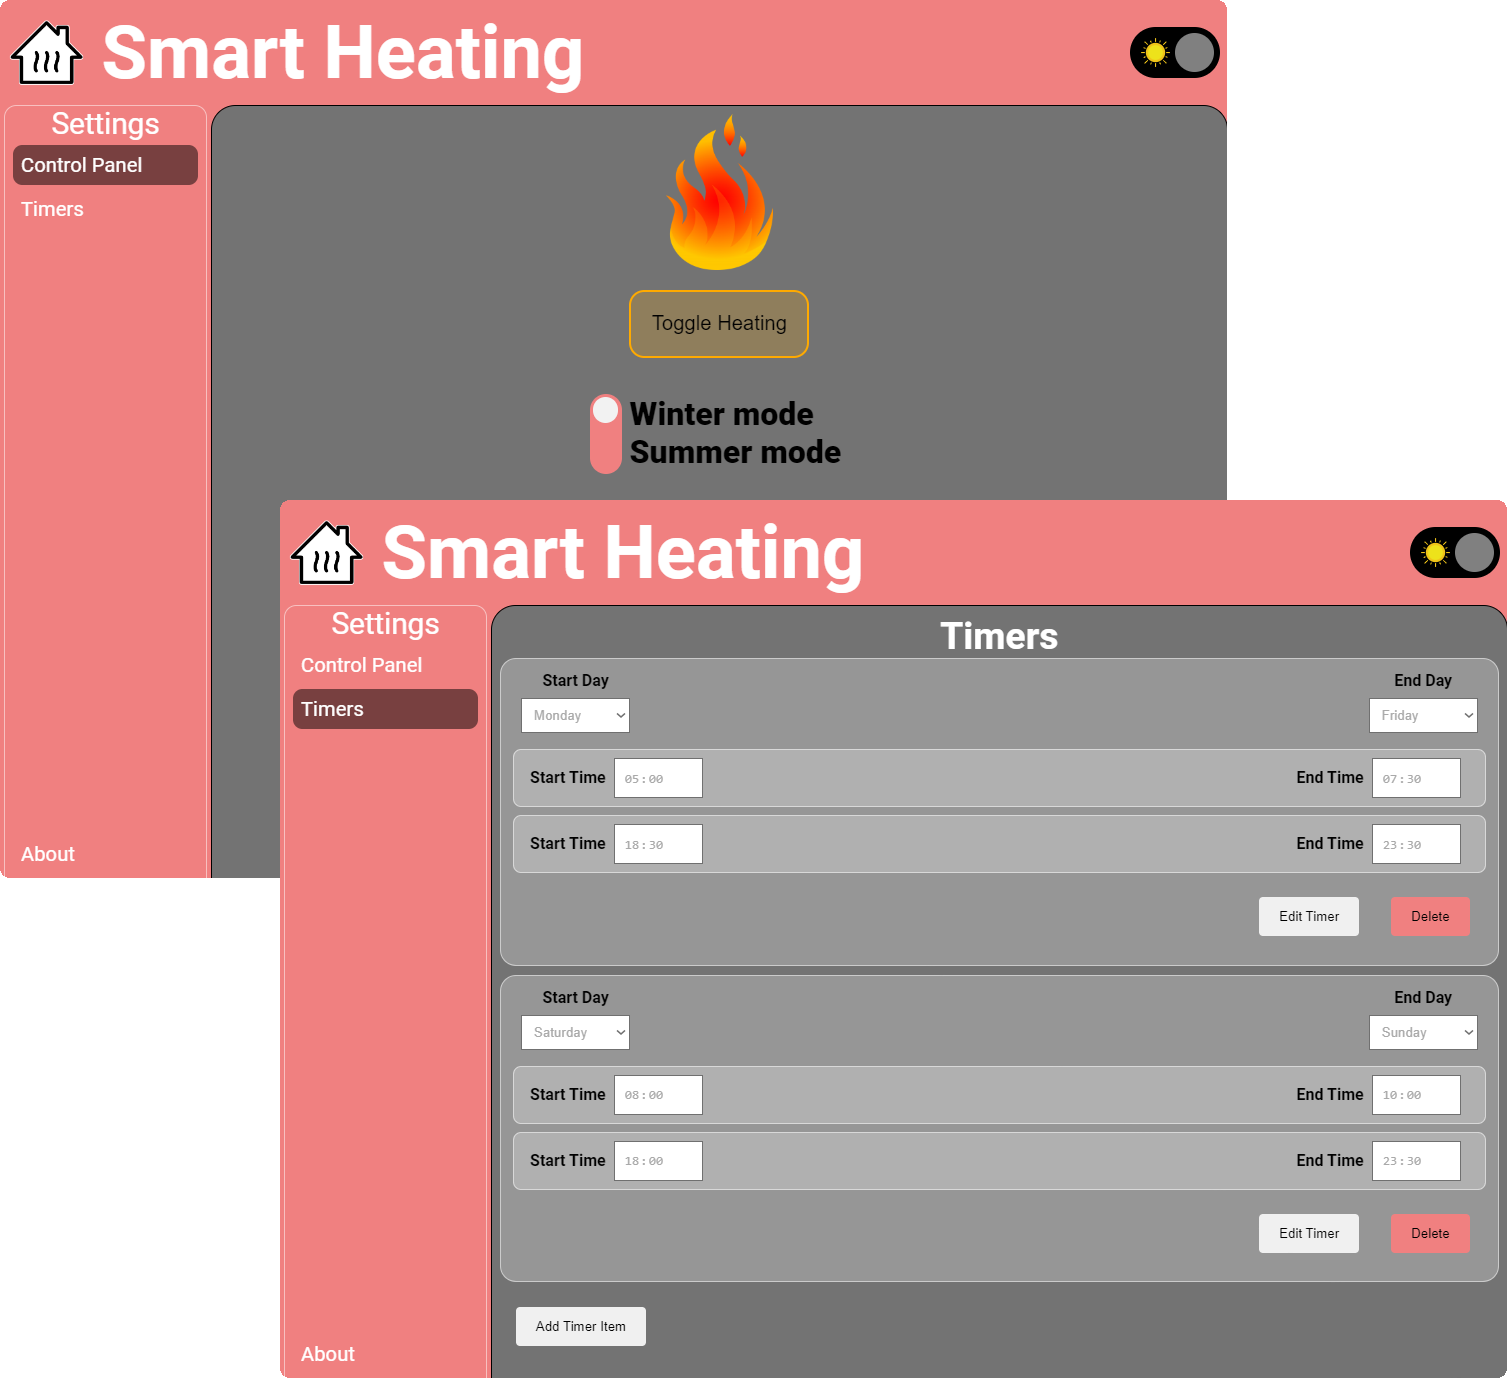 Smart Heating
Settings
Control Panel
Timers
Toggle Heating
Winter mode
Summer mode
About
Smart Heating
Settings
Control Panel
Timers
About
Timers
Start Day End Day
Monday Friday
Start Time 05:00 End Time 07:30
Start Time 18:30 End Time 23:30
Edit Timer Delete
Start Day End Day
Saturday Sunday
Start Time 08:00 End Time 10:00
Start Time 18:00 End Time 23:30
Edit Timer Delete
Add Timer Item